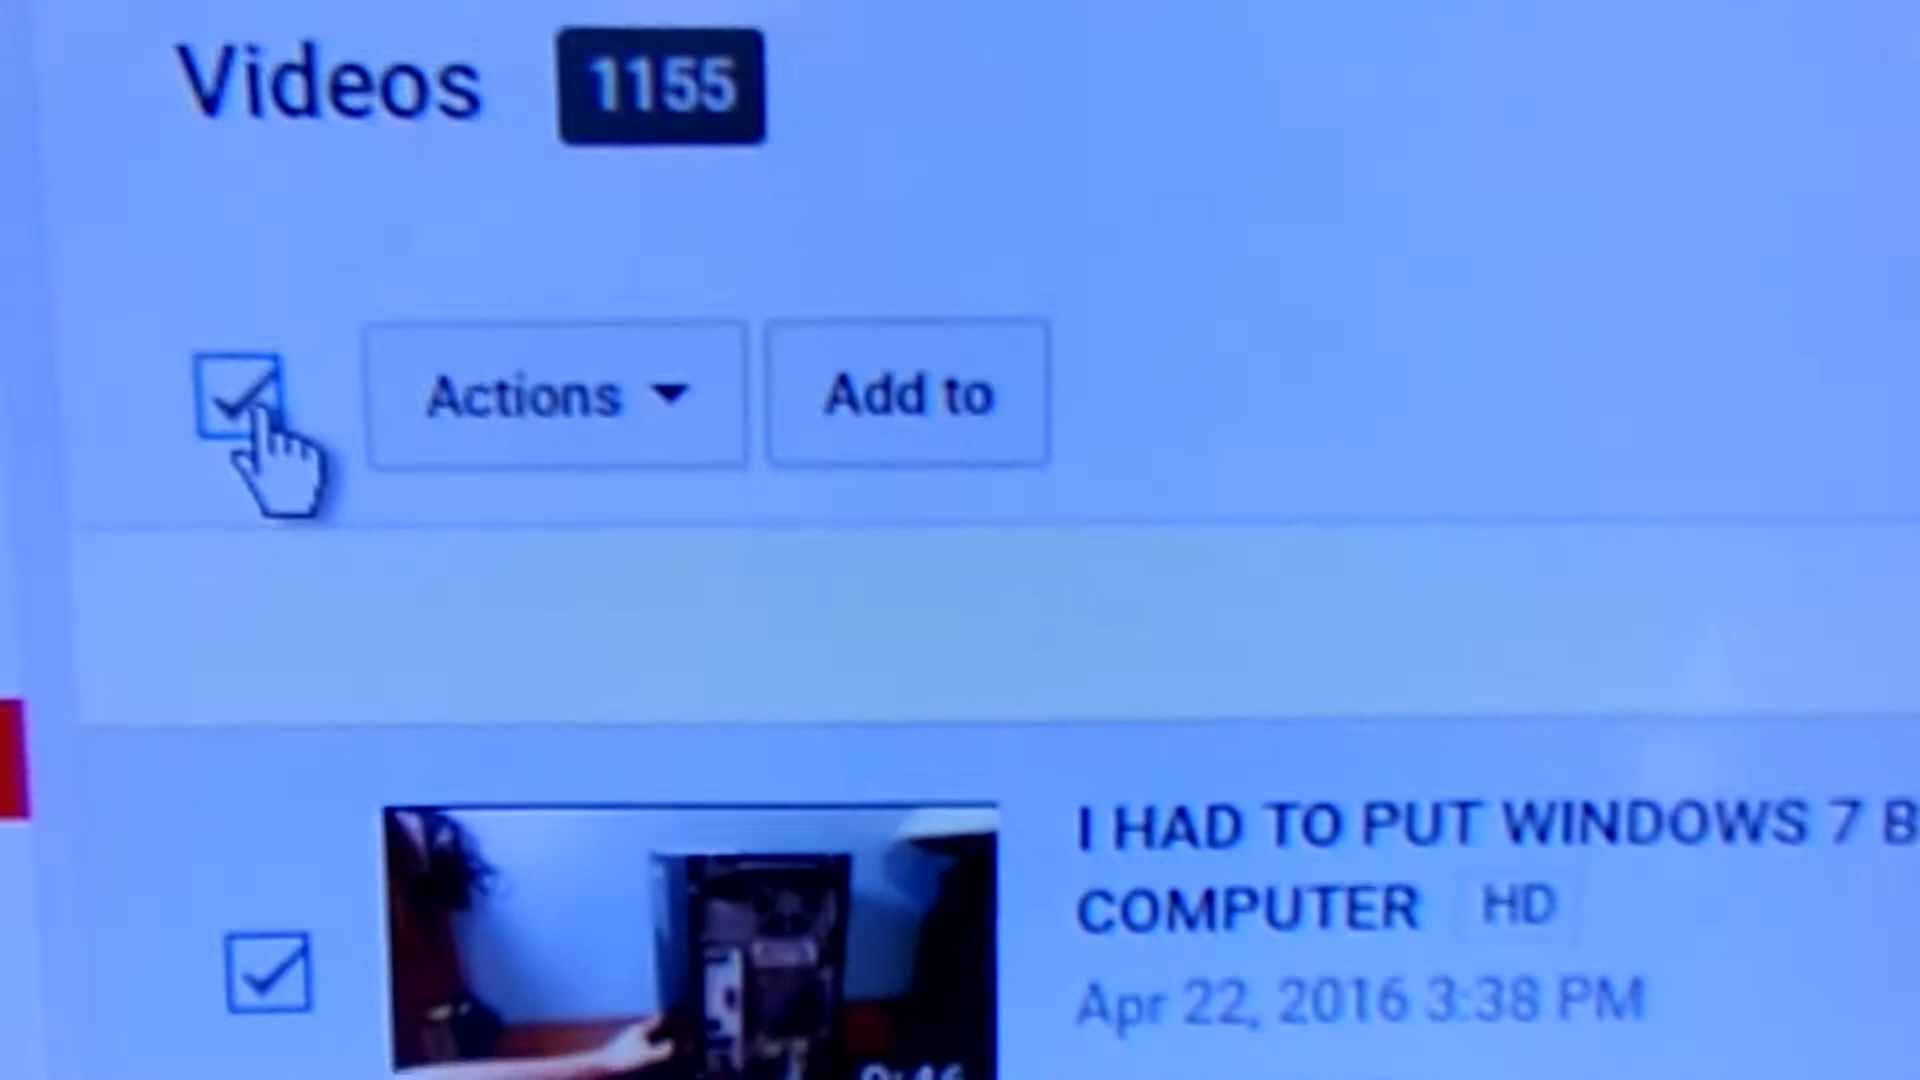 Videos 1155
Actions Add to
I HAD TO PUT WINDOWS 7 B
COMPUTER HD
Apr 22, 2016 3:38 PM